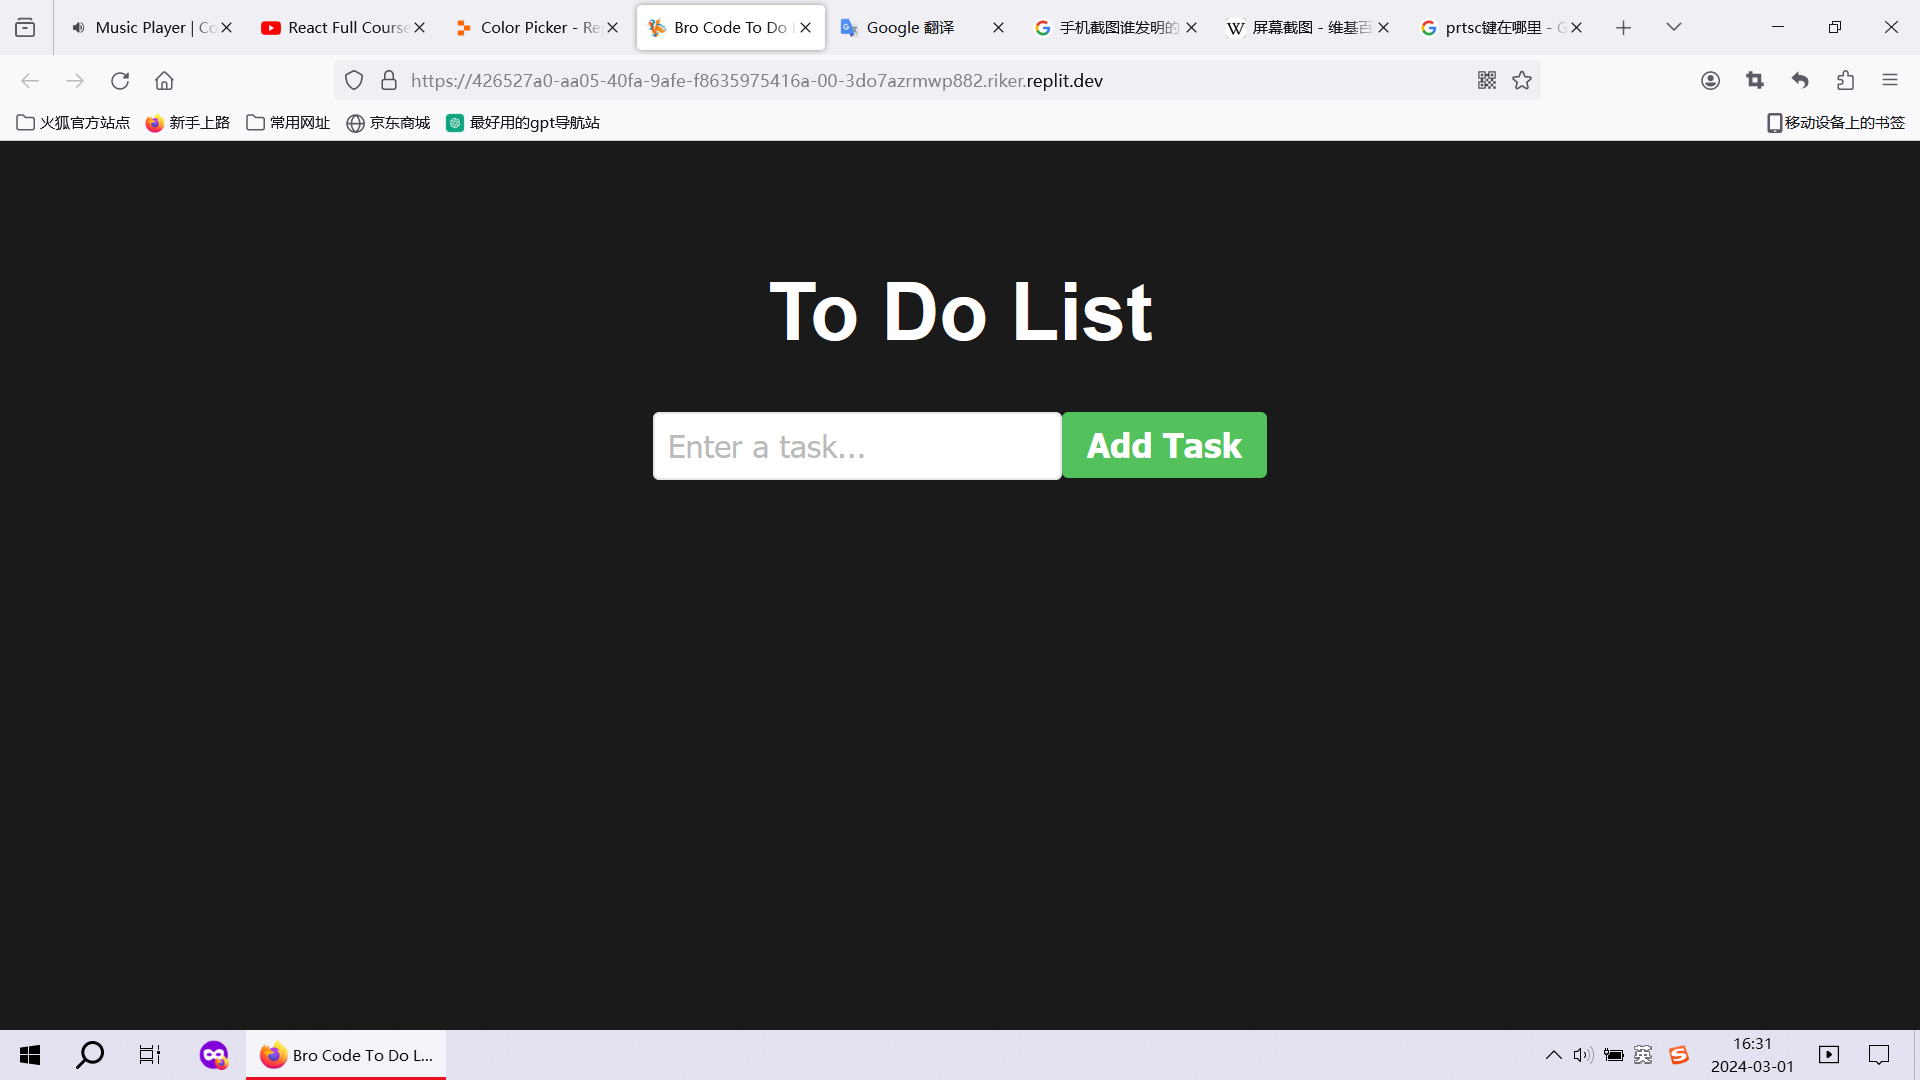 Music Player | Co
React Full Course
Color Picker - Re
Bro Code To Do
Google 翻译
手机截图谁发明的
屏幕截图 - 维基百
prtsc键在哪里 - G
https://426527a0-aa05-40fa-9afe-f8635975416a-00-3do7azrmwp882.riker.replit.dev
火狐官方站点
新手上路
常用网址
京东商城
最好用的gpt导航站
移动设备上的书签
To Do List
Enter a task...
Add Task
Bro Code To Do L...
英
16:31
2024-03-01